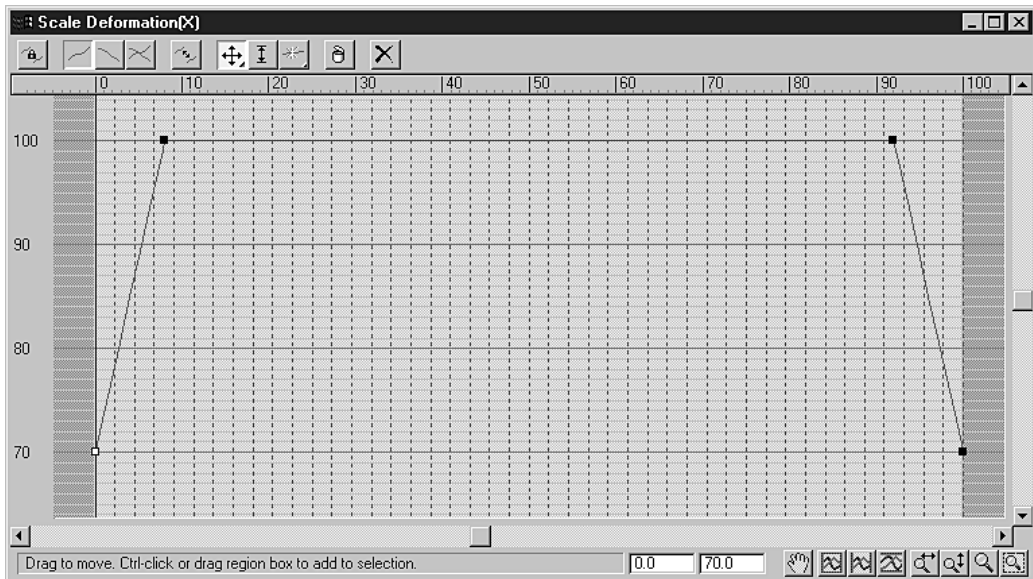 Scale Deformation(X)
0 10 20 30 40 50 60 70 80 90 100
100
90
80
70
Drag to move. Ctrl-click or drag region box to add to selection. 0.0 70.0